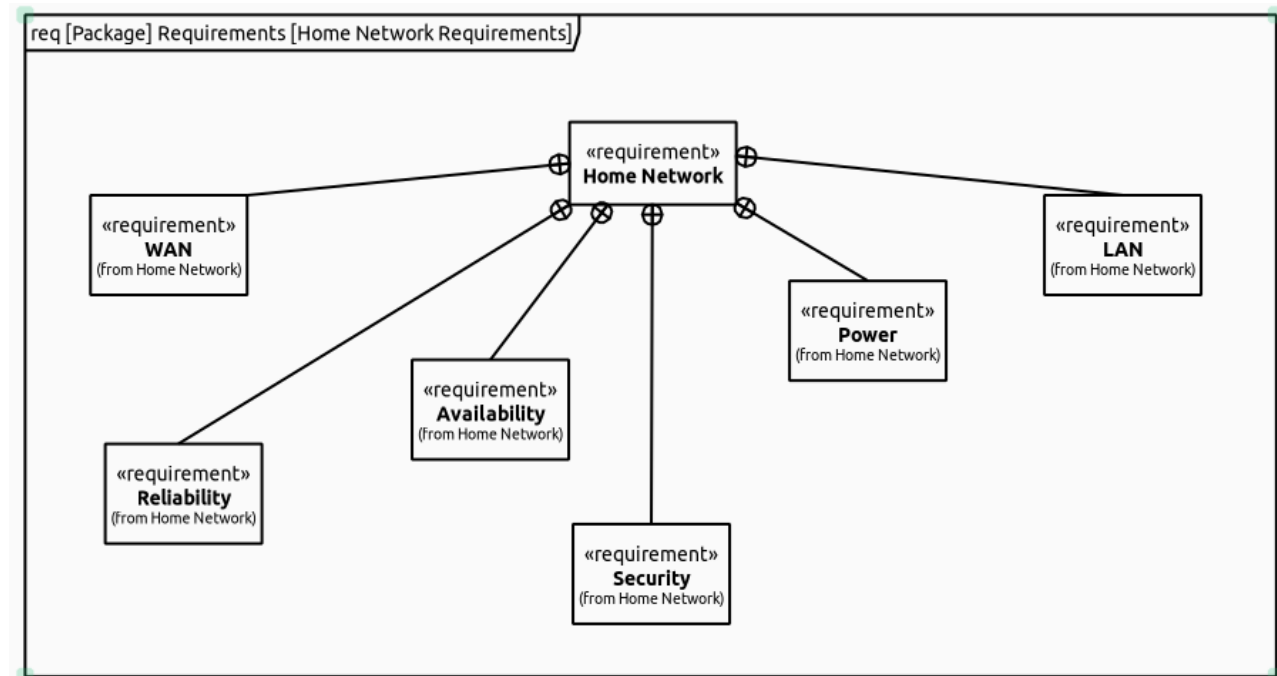 req [Package] Requirements [Home Network Requirements]
«requirement»
Home Network
«requirement»
WAN
(from Home Network)
«requirement»
LAN
(from Home Network)
«requirement»
Power
(from Home Network)
«requirement»
Availability
(from Home Network)
«requirement»
Reliability
(from Home Network)
«requirement»
Security
(from Home Network)